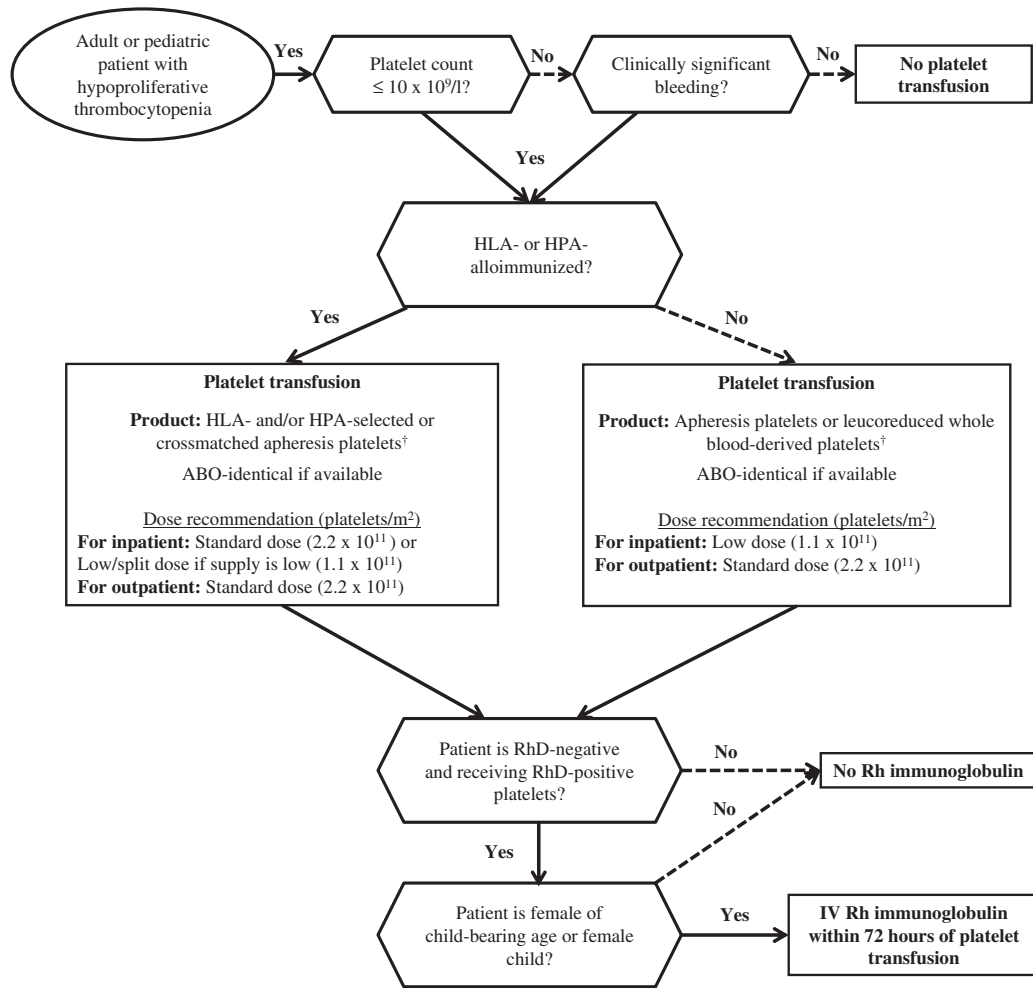 Adult or pediatric
patient with
hypoproliferative
thrombocytopenia
Yes
Platelet count
≤ 10 x 10⁹/l?
No
Clinically significant
bleeding?
No
No platelet
transfusion
Yes
HLA- or HPA-
alloimmunized?
Yes
No
Platelet transfusion
Product: HLA- and/or HPA-selected or
crossmatched apheresis platelets†
ABO-identical if available
Dose recommendation (platelets/m²)
For inpatient: Standard dose (2.2 x 10¹¹) or
Low/split dose if supply is low (1.1 x 10¹¹)
For outpatient: Standard dose (2.2 x 10¹¹)
Platelet transfusion
Product: Apheresis platelets or leucoreduced whole
blood-derived platelets†
ABO-identical if available
Dose recommendation (platelets/m²)
For inpatient: Low dose (1.1 x 10¹¹)
For outpatient: Standard dose (2.2 x 10¹¹)
Patient is RhD-negative
and receiving RhD-positive
platelets?
No
No Rh immunoglobulin
No
Yes
Patient is female of
child-bearing age or female
child?
Yes
IV Rh immunoglobulin
within 72 hours of platelet
transfusion